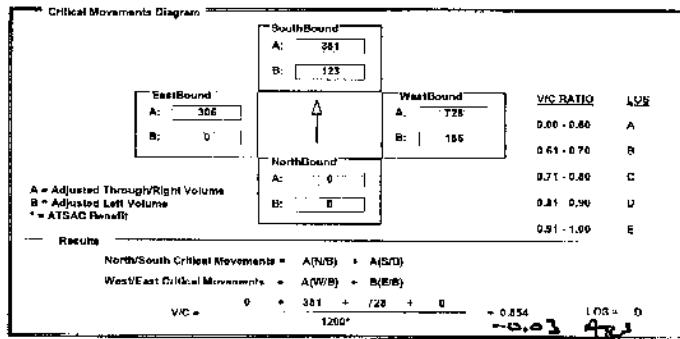 Critical Movements Diagram
SouthBound
A: 381
B: 123
EastBound
A: 306
B: 0
WestBound
A: 728
B: 166
NorthBound
A: 0
B: 0
V/C RATIO LOS
0.00 - 0.60 A
0.61 - 0.70 B
0.71 - 0.80 C
0.81 - 0.90 D
0.91 - 1.00 E
A = Adjusted Through/Right Volume
B = Adjusted Left Volume
* = ATSAC Benefit
Results
North/South Critical Movements = A(N/B) + A(S/B)
West/East Critical Movements = A(W/B) + B(E/B)
V/C = 0 + 381 + 728 + 0 = 0.854 LOS = D
1200*
-0.03